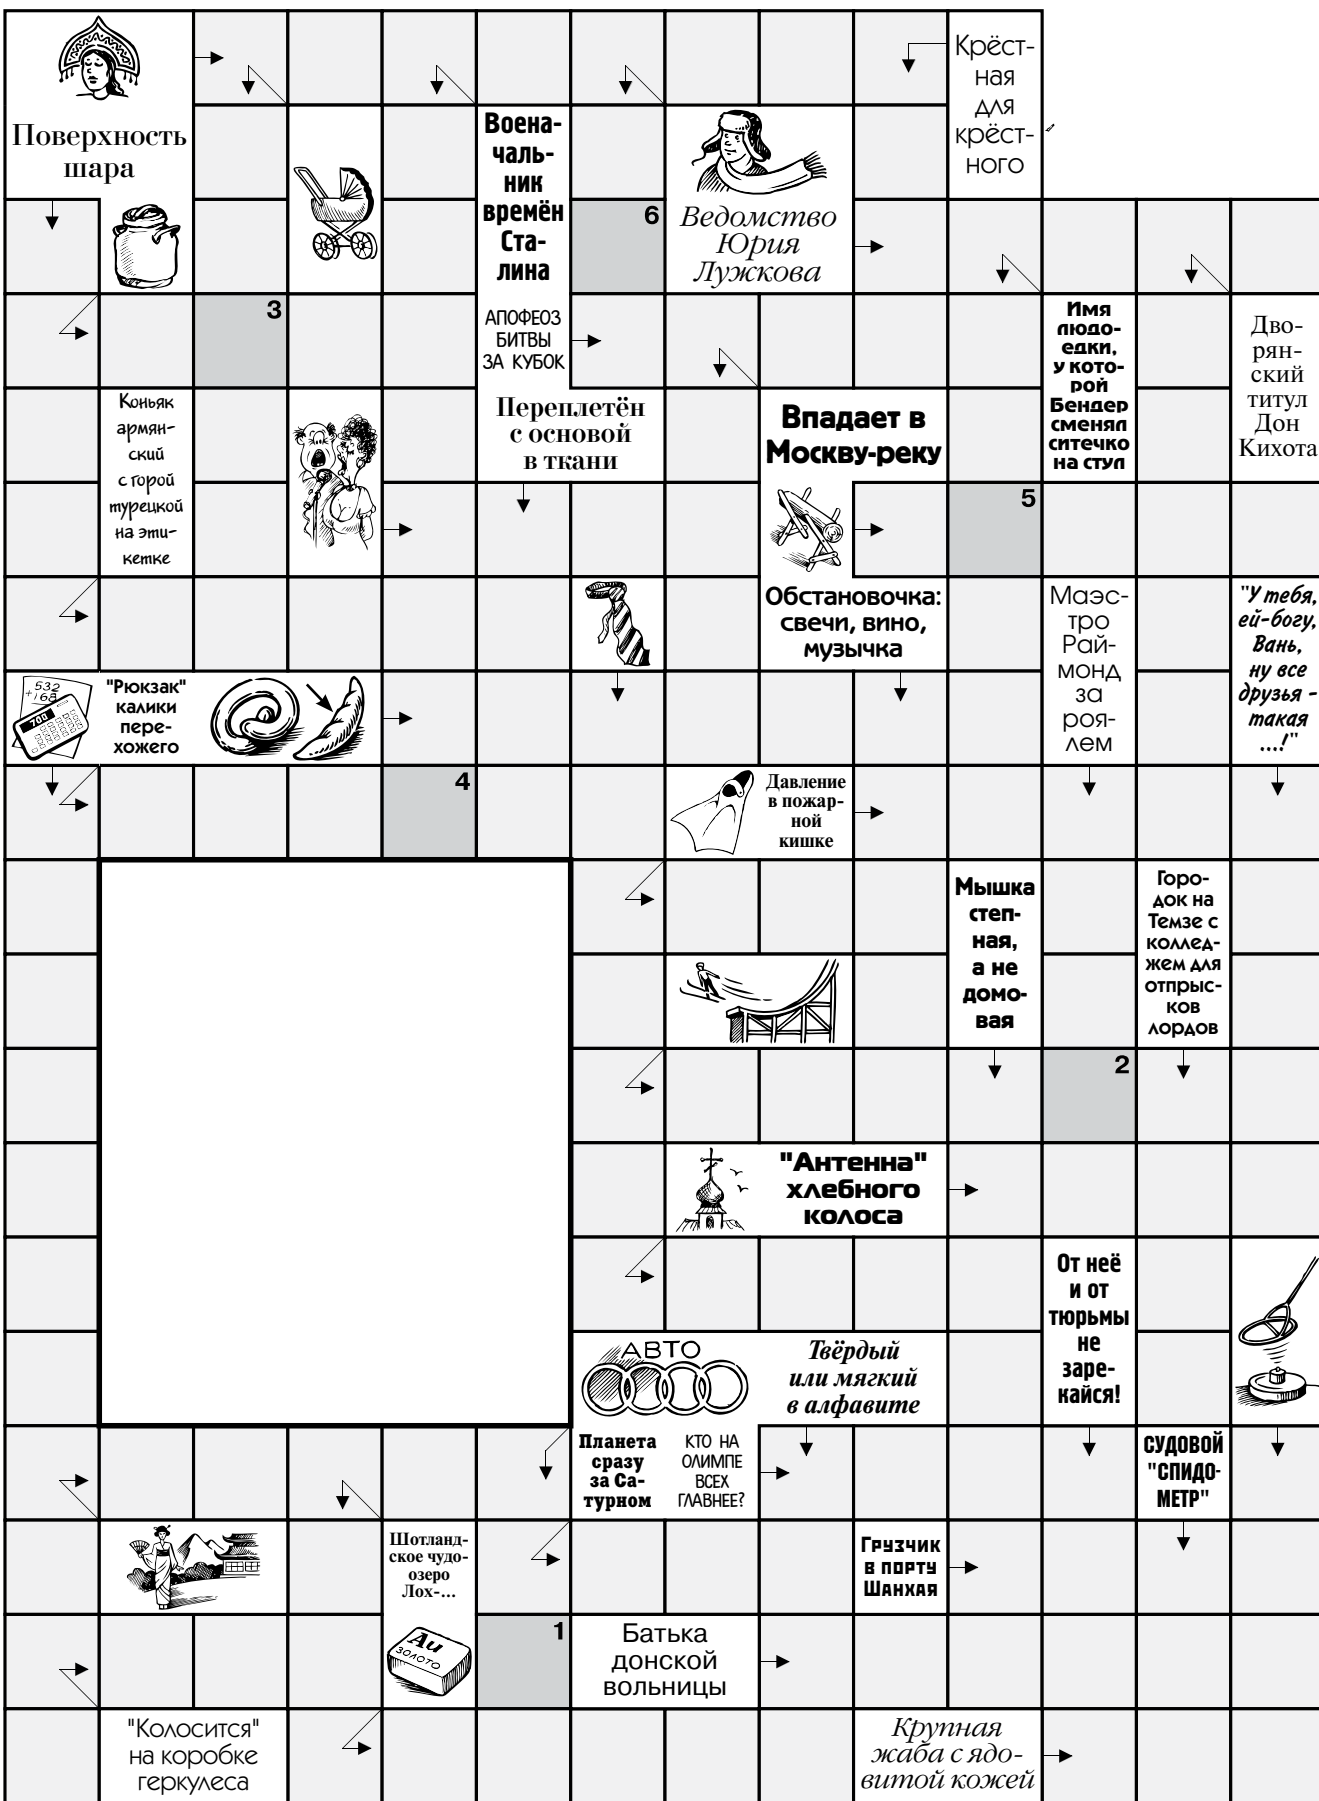 Поверхность
шара
Крёст-
ная
для
крёст-
ного
Воена-
чаль-
ник
времён
Ста-
лина
6
Ведомство
Юрия
Лужкова
3
АПОФЕОЗ
БИТВЫ
ЗА КУБОК
Имя
людо-
едки,
у кото-
рой
Бендер
сменял
ситечко
на стул
Дво-
рян-
ский
титул
Дон
Кихота
Коньяк
армян-
ский
с горой
турецкой
на эти-
кетке
Переплетён
с основой
в ткани
Впадает в
Москву-реку
5
Обстановочка:
свечи, вино,
музычка
Маэс-
тро
Рай-
монд
за
роя-
лем
"У тебя,
ей-богу,
Вань,
ну все
друзья -
такая
...!"
532
+168
700
"Рюкзак"
калики
пере-
хожего
4
Давление
в пожар-
ной
кишке
Мышка
степ-
ная,
а не
домо-
вая
Горо-
док на
Темзе с
коллед-
жем для
отпрыс-
ков
лордов
2
"Антенна"
хлебного
колоса
От неё
и от
тюрьмы
не
заре-
кайся!
АВТО
Твёрдый
или мягкий
в алфавите
Планета
сразу
за Са-
турном
КТО НА
ОЛИМПЕ
ВСЕХ
ГЛАВНЕЕ?
СУДОВОЙ
"СПИДО-
МЕТР"
Шотланд-
ское чудо-
озеро
Лох-...
Грузчик
в порту
Шанхая
Au
ЗОЛОТО
1
Батька
донской
вольницы
"Колосится"
на коробке
геркулеса
Крупная
жаба с ядо-
витой кожей